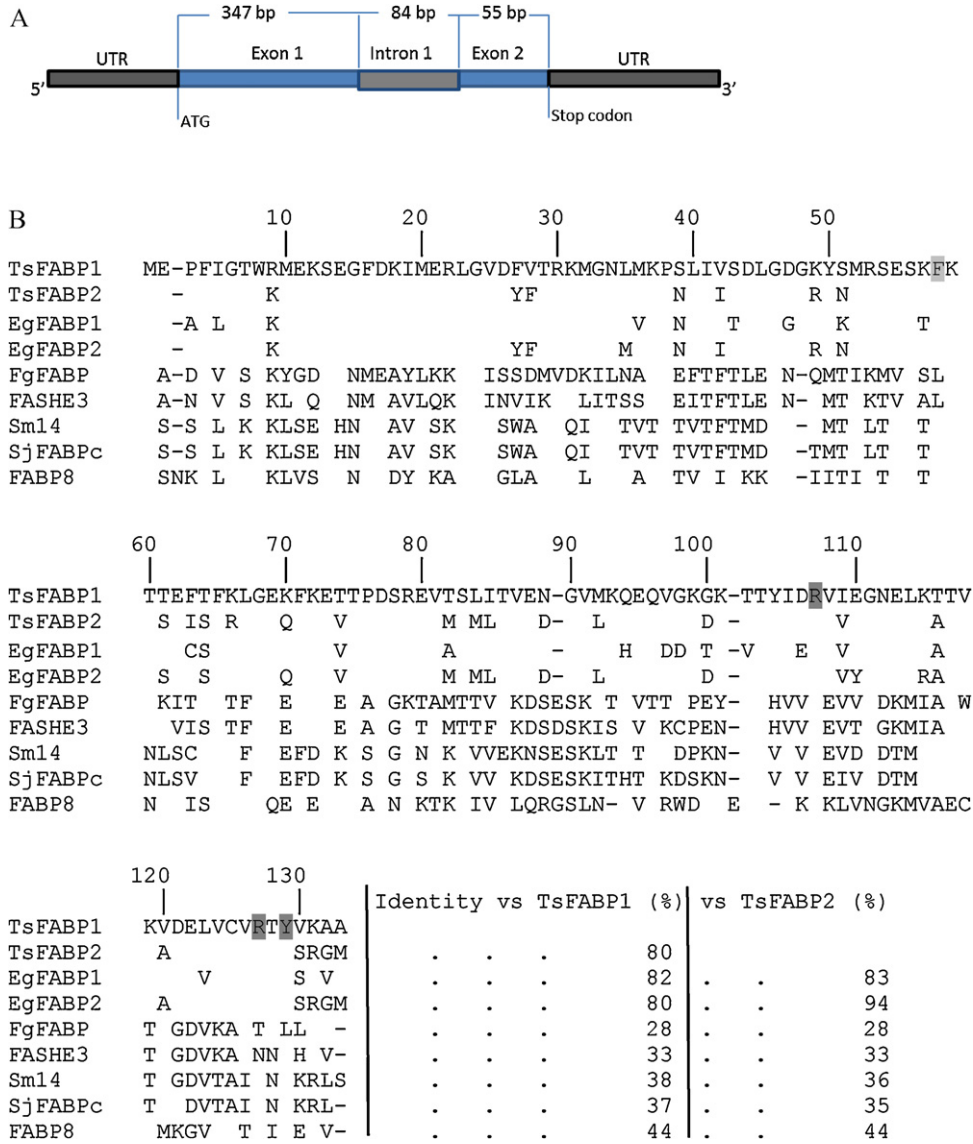 A
347 bp 84 bp 55 bp
UTR Exon 1 Intron 1 Exon 2 UTR
5' 3'
ATG Stop codon
B
10 20 30 40 50
TsFABP1 ME-PFIGTWRMEKSEGFDKIMERLGVDFVTRKMGNLMKPSLIVSDLGDGKYSMRSESKFK
TsFABP2 - K YF N I R N
EgFABP1 -A L K V N T G K T
EgFABP2 - K YF M N I R N
FgFABP A-D V S KYGD NMEAYLKK ISSDMVDKILNA EFTFTLEN N-QMTIKMV SL
FASHE3 A-N V S KL Q NM AVLQK INVIK LITSS EITFTLEN N-MT KTVAL
Sm14 S-S L K KLSE HN AV SK SWA QI TVT TVTFTMD -MT LT T
SjFABPc S-S L K KLSE HN AV SK SWA QI TVT TVTFTMD -TMT LT T
FABP8 SNK L KLVS N DY KA GLA L A TV I KK -IITI T T
60 70 80 90 100 110
TsFABP1 TTEFTFKLGEKFKETTPDSREVTSLITVEN-GVMKQEQVGKGK-TTYIDRVIEGNELKTTV
TsFABP2 S IS R Q V M ML D- L D - V A
EgFABP1 CS V A - H DD T -V E V A
EgFABP2 S S Q V M ML D- L D - VY RA
FgFABP KIT TF E E A GKTAMTTV KDSESK T VTT PEY- HVV EVV DKMIA W
FASHE3 VIS TF E E A G T MTTF KDSDSKIS V KCPEN- HVV EVT GKMIA
Sm14 NLSC F EFD K S G N K VVEKNSESKLT T DPKN- V V EVD DTM
SjFABPc NLSV F EFD K S G S K VV KDSESKITHT KDSKN- V V EIV DTM
FABP8 N IS QE E A N KTK IV LQRGSLN- V RWD E - K KLVNGKMVAEC
120 130
Identity vs TsFABP1 (%) vs TsFABP2 (%)
TsFABP1 KVDELVCVRTYVKAA
TsFABP2 A SRGM . . . 80
EgFABP1 V S V . . . 82 . . 83
EgFABP2 A SRGM . . . 80 . . 94
FgFABP T GDVKA T LL - . . . 28 . . 28
FASHE3 T GDVKA NN H V- . . . 33 . . 33
Sm14 T GDVTAI N KRLS . . . 38 . . 36
SjFABPc T DVTAI N KRL- . . . 37 . . 35
FABP8 MKGV T I E V- . . . 44 . . 44